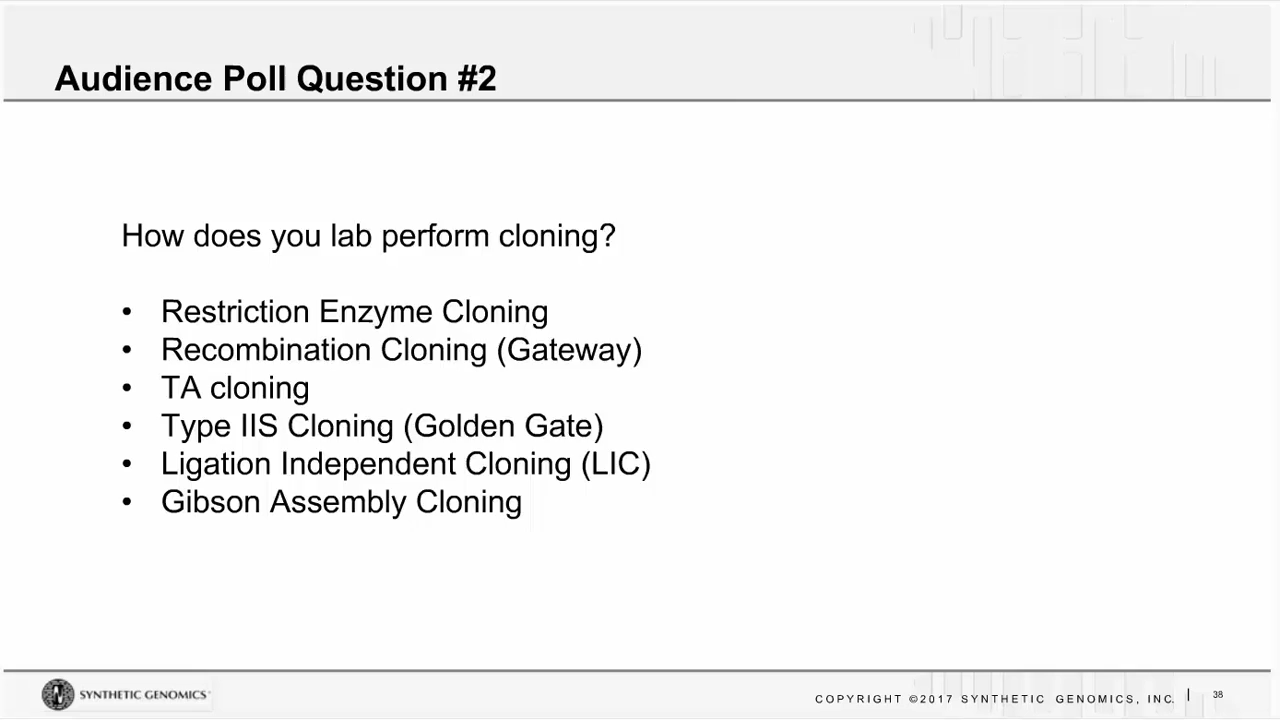 Audience Poll Question #2
How does you lab perform cloning?
• Restriction Enzyme Cloning
• Recombination Cloning (Gateway)
• TA cloning
• Type IIS Cloning (Golden Gate)
• Ligation Independent Cloning (LIC)
• Gibson Assembly Cloning
SYNTHETIC GENOMICS
COPYRIGHT ©2017 SYNTHETIC GENOMICS, INC. | 38